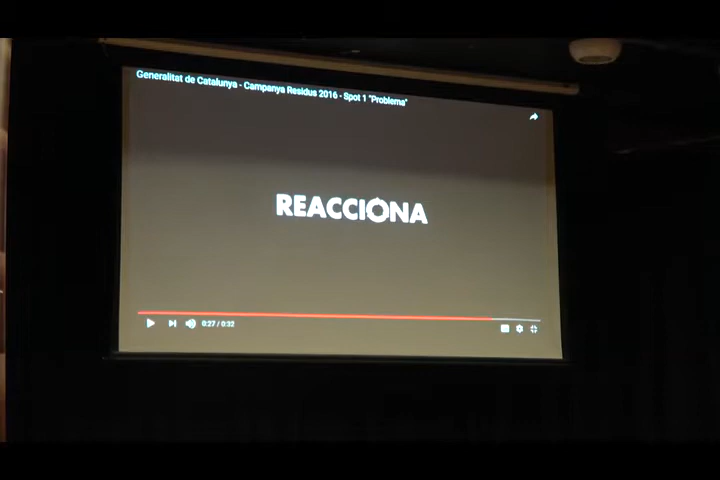 Generalitat de Catalunya - Campanya Residus 2016 - Spot 1 "Problema"
REACCIONA
0:27 / 0:32